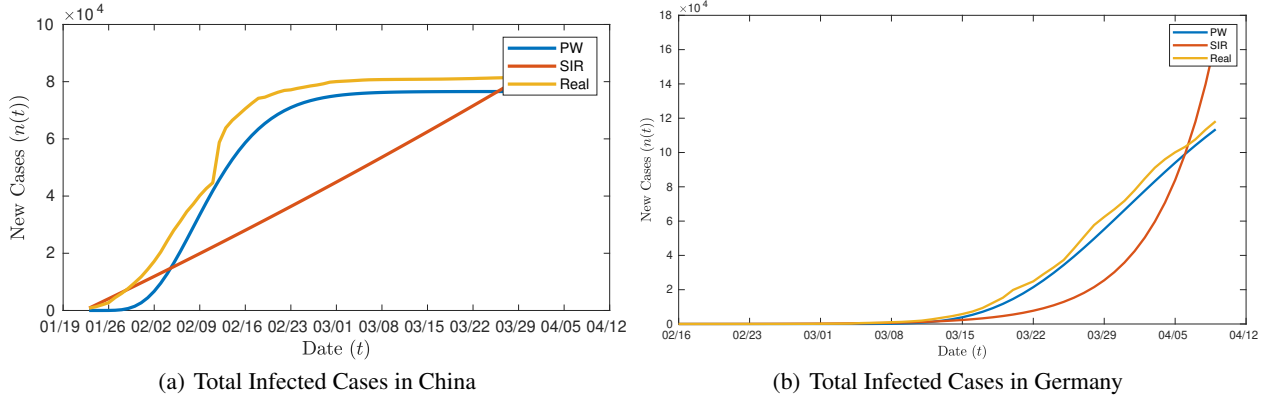 × 10⁴
10
8
6
4
2
0
New Cases (n(t))
PW
SIR
Real
01/19 01/26 02/02 02/09 02/16 02/23 03/01 03/08 03/15 03/22 03/29 04/05 04/12
Date (t)
(a) Total Infected Cases in China
×10⁴
18
16
14
12
10
8
6
4
2
0
New Cases (n(t))
PW
SIR
Real
02/16 02/23 03/01 03/08 03/15 03/22 03/29 04/05 04/12
Date (t)
(b) Total Infected Cases in Germany